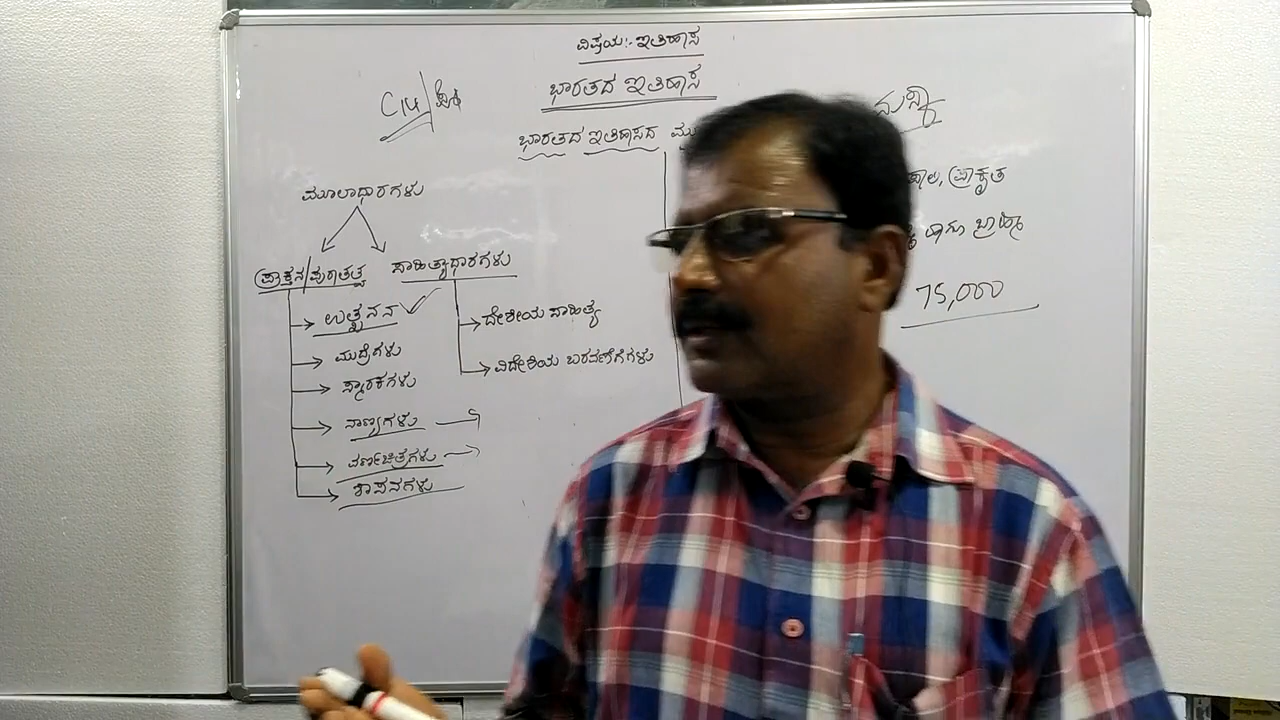 ವಿಷಯ:- ಇತಿಹಾಸ
ಭಾರತದ ಇತಿಹಾಸ
ಭಾರತದ ಇತಿಹಾಸದ ಮೂ
C14
ಮೂಲಾಧಾರಗಳು
ಪ್ರಾಕ್ತನ/ಪುರಾತತ್ವ
ಉತ್ಖನನ
ಮುದ್ರೆಗಳು
ಸ್ಮಾರಕಗಳು
ನಾಣ್ಯಗಳು
ವರ್ಣಚಿತ್ರಗಳು
ಶಾಸನಗಳು
ಸಾಹಿತ್ಯಾಧಾರಗಳು
ದೇಶೀಯ ಸಾಹಿತ್ಯ
ವಿದೇಶಿಯ ಬರವಣಿಗೆಗಳು
ಮಸ್ಕಿ
ಪ್ರಾಕೃತ
ಹಾಗೂ ಬ್ರಾಹ್ಮಿ
75,000